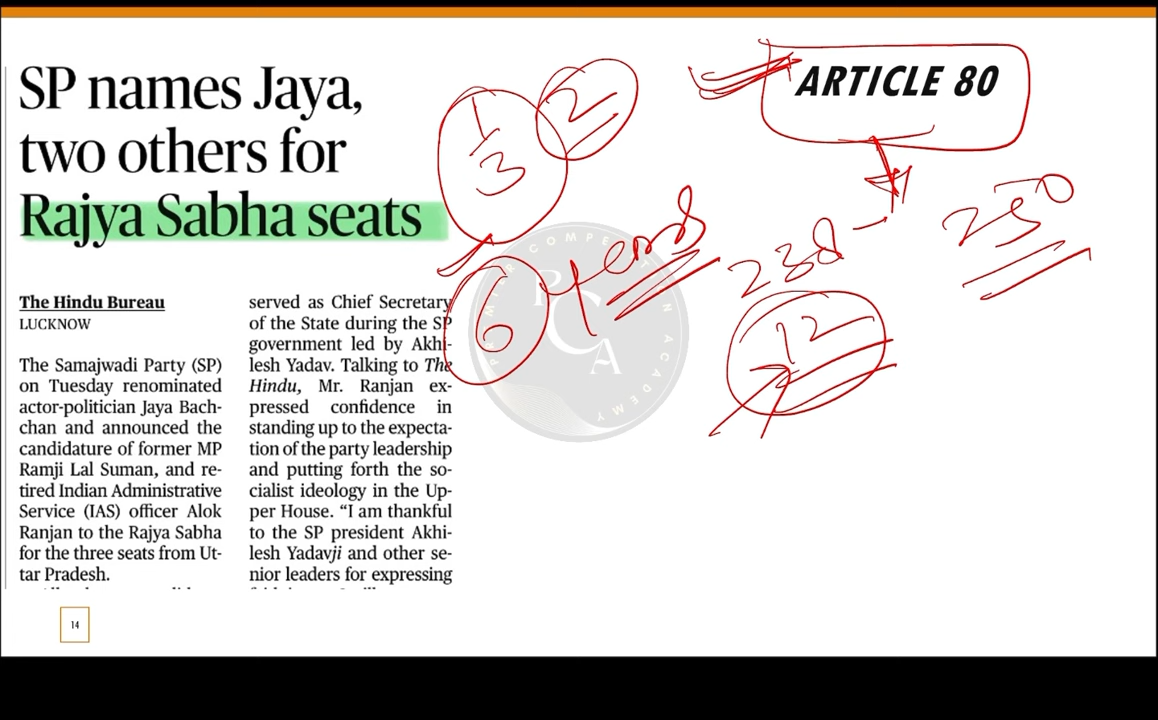 SP names Jaya,
two others for
Rajya Sabha seats
The Hindu Bureau
LUCKNOW
The Samajwadi Party (SP)
on Tuesday renominated
actor-politician Jaya Bach-
chan and announced the
candidature of former MP
Ramji Lal Suman, and re-
tired Indian Administrative
Service (IAS) officer Alok
Ranjan to the Rajya Sabha
for the three seats from Ut-
tar Pradesh.
served as Chief Secretary
of the State during the SP
government led by Akhi-
lesh Yadav. Talking to The
Hindu, Mr. Ranjan ex-
pressed confidence in
standing up to the expecta-
tion of the party leadership
and putting forth the so-
cialist ideology in the Up-
per House. “I am thankful
to the SP president Akhi-
lesh Yadavji and other se-
nior leaders for expressing
1/3
2
6 years
ARTICLE 80
250
238
12
PREMIER COMPETITION ACADEMY
PCA
14